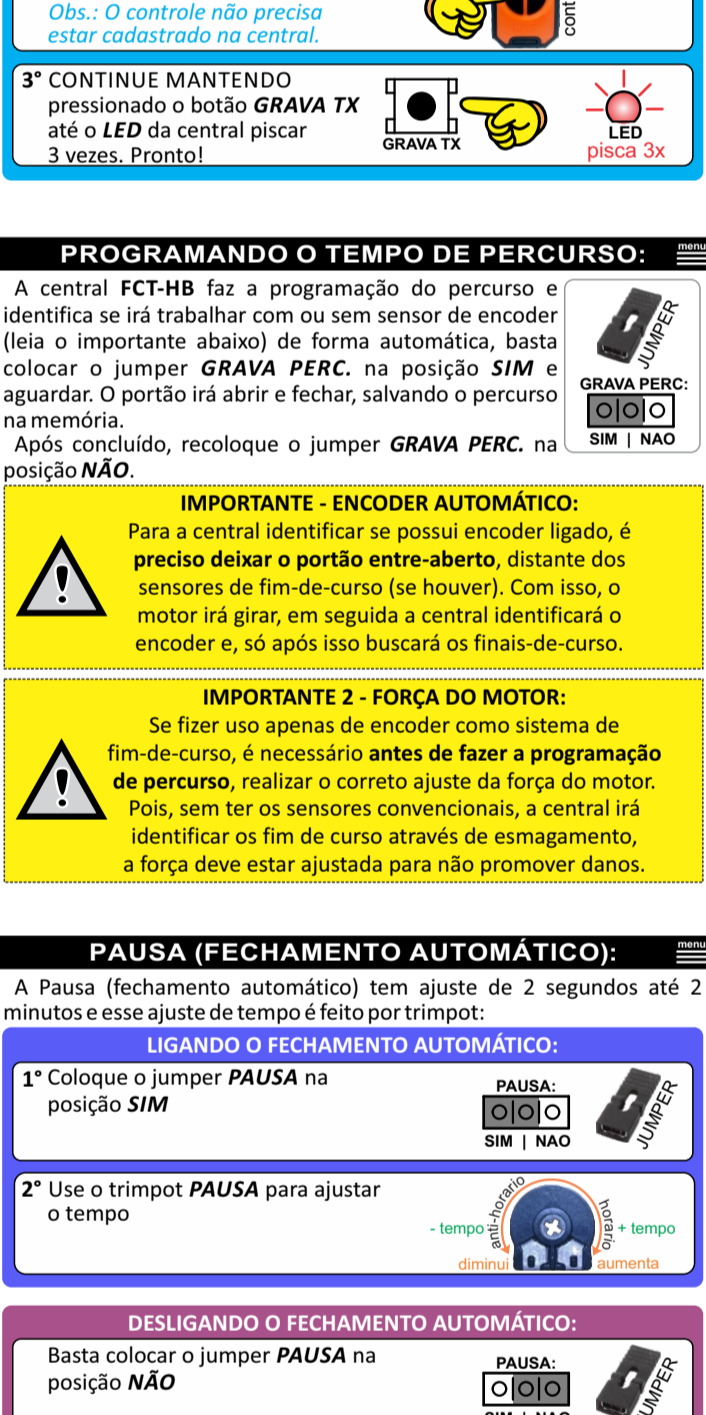 Obs.: O controle não precisa
estar cadastrado na central.
cont
3° CONTINUE MANTENDO
pressionado o botão GRAVA TX
até o LED da central piscar
3 vezes. Pronto!
GRAVA TX
LED
pisca 3x
PROGRAMANDO O TEMPO DE PERCURSO:
menu
A central FCT-HB faz a programação do percurso e
identifica se irá trabalhar com ou sem sensor de encoder
(leia o importante abaixo) de forma automática, basta
colocar o jumper GRAVA PERC. na posição SIM e
aguardar. O portão irá abrir e fechar, salvando o percurso
na memória.
Após concluído, recoloque o jumper GRAVA PERC. na
posição NÃO.
JUMPER
GRAVA PERC:
SIM | NAO
IMPORTANTE - ENCODER AUTOMÁTICO:
Para a central identificar se possui encoder ligado, é
preciso deixar o portão entre-aberto, distante dos
sensores de fim-de-curso (se houver). Com isso, o
motor irá girar, em seguida a central identificará o
encoder e, só após isso buscará os finais-de-curso.
IMPORTANTE 2 - FORÇA DO MOTOR:
Se fizer uso apenas de encoder como sistema de
fim-de-curso, é necessário antes de fazer a programação
de percurso, realizar o correto ajuste da força do motor.
Pois, sem ter os sensores convencionais, a central irá
identificar os fim de curso através de esmagamento,
a força deve estar ajustada para não promover danos.
PAUSA (FECHAMENTO AUTOMÁTICO):
menu
A Pausa (fechamento automático) tem ajuste de 2 segundos até 2
minutos e esse ajuste de tempo é feito por trimpot:
LIGANDO O FECHAMENTO AUTOMÁTICO:
1° Coloque o jumper PAUSA na
posição SIM
PAUSA:
SIM | NAO
JUMPER
2° Use o trimpot PAUSA para ajustar
o tempo
- tempo
anti-horario
diminui
horario
+ tempo
aumenta
DESLIGANDO O FECHAMENTO AUTOMÁTICO:
Basta colocar o jumper PAUSA na
posição NÃO
PAUSA:
SIM | NAO
JUMPER